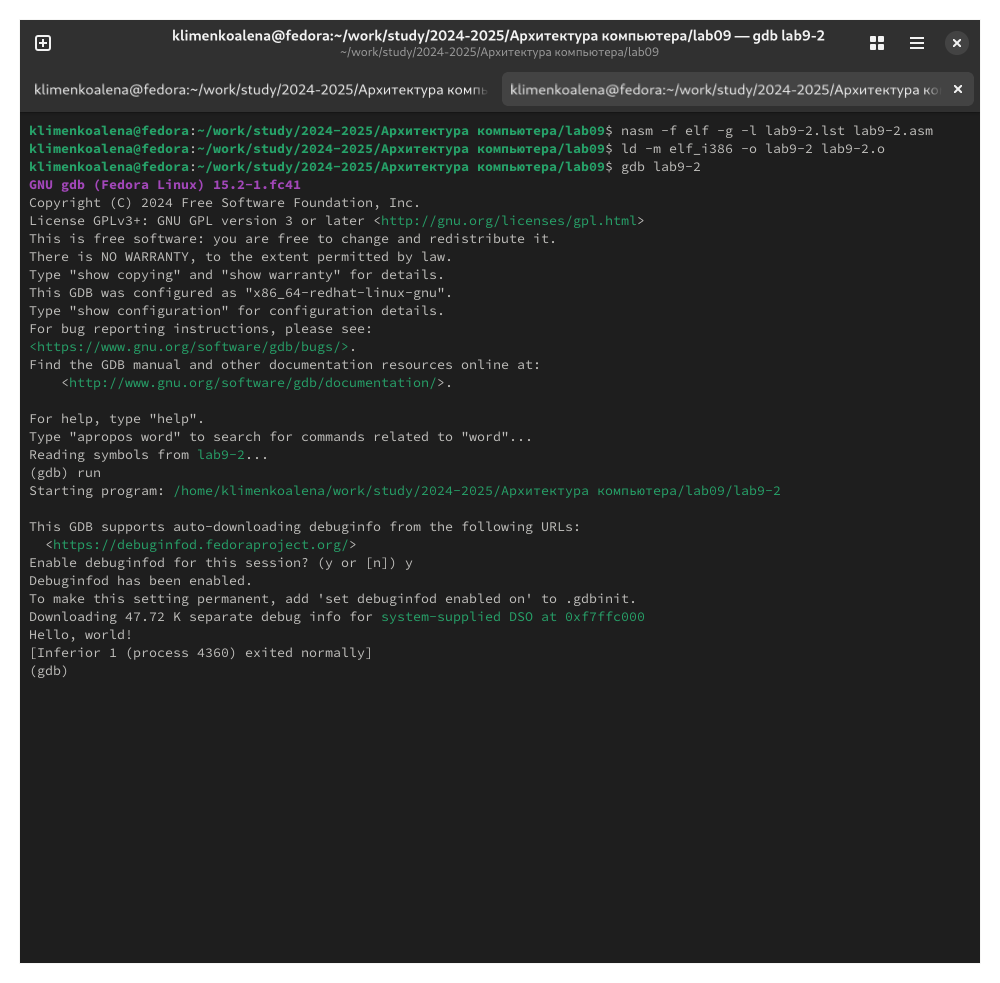 klimenkoalena@fedora:~/work/study/2024-2025/Архитектура компьютера/lab09 — gdb lab9-2
~/work/study/2024-2025/Архитектура компьютера/lab09
klimenkoalena@fedora:~/work/study/2024-2025/Архитектура комп klimenkoalena@fedora:~/work/study/2024-2025/Архитектура ко
klimenkoalena@fedora:~/work/study/2024-2025/Архитектура компьютера/lab09$ nasm -f elf -g -l lab9-2.lst lab9-2.asm
klimenkoalena@fedora:~/work/study/2024-2025/Архитектура компьютера/lab09$ ld -m elf_i386 -o lab9-2 lab9-2.o
klimenkoalena@fedora:~/work/study/2024-2025/Архитектура компьютера/lab09$ gdb lab9-2
GNU gdb (Fedora Linux) 15.2-1.fc41
Copyright (C) 2024 Free Software Foundation, Inc.
License GPLv3+: GNU GPL version 3 or later <http://gnu.org/licenses/gpl.html>
This is free software: you are free to change and redistribute it.
There is NO WARRANTY, to the extent permitted by law.
Type "show copying" and "show warranty" for details.
This GDB was configured as "x86_64-redhat-linux-gnu".
Type "show configuration" for configuration details.
For bug reporting instructions, please see:
<https://www.gnu.org/software/gdb/bugs/>.
Find the GDB manual and other documentation resources online at:
    <http://www.gnu.org/software/gdb/documentation/>.

For help, type "help".
Type "apropos word" to search for commands related to "word"...
Reading symbols from lab9-2...
(gdb) run
Starting program: /home/klimenkoalena/work/study/2024-2025/Архитектура компьютера/lab09/lab9-2

This GDB supports auto-downloading debuginfo from the following URLs:
  <https://debuginfod.fedoraproject.org/>
Enable debuginfod for this session? (y or [n]) y
Debuginfod has been enabled.
To make this setting permanent, add 'set debuginfod enabled on' to .gdbinit.
Downloading 47.72 K separate debug info for system-supplied DSO at 0xf7ffc000
Hello, world!
[Inferior 1 (process 4360) exited normally]
(gdb)